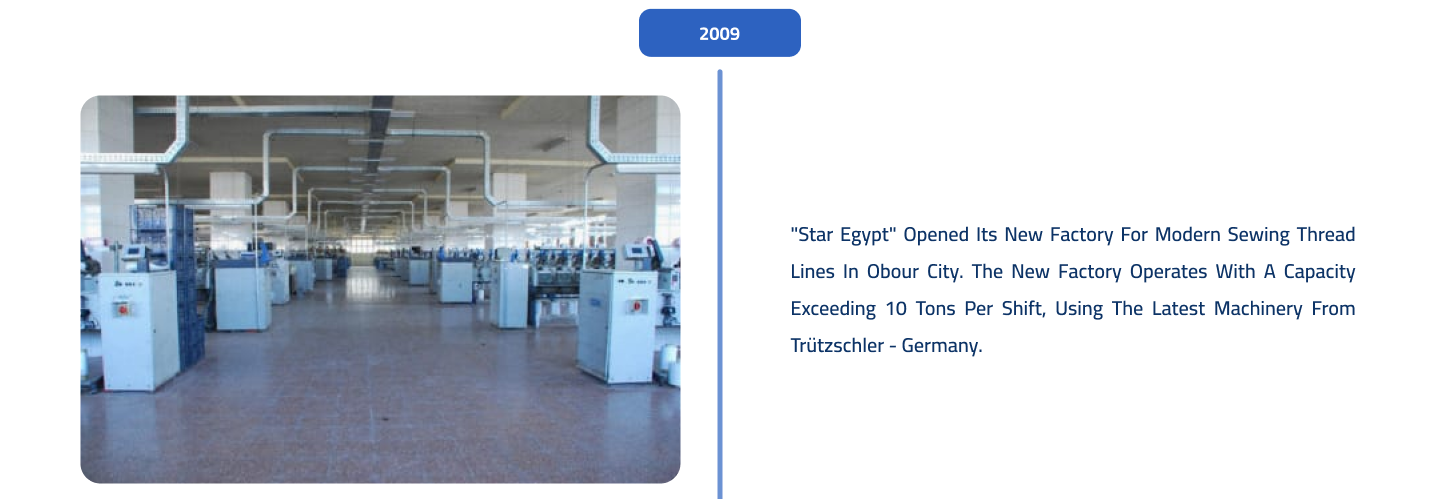 2009
"Star Egypt" Opened Its New Factory For Modern Sewing Thread
Lines In Obour City. The New Factory Operates With A Capacity
Exceeding 10 Tons Per Shift, Using The Latest Machinery From
Trützschler - Germany.